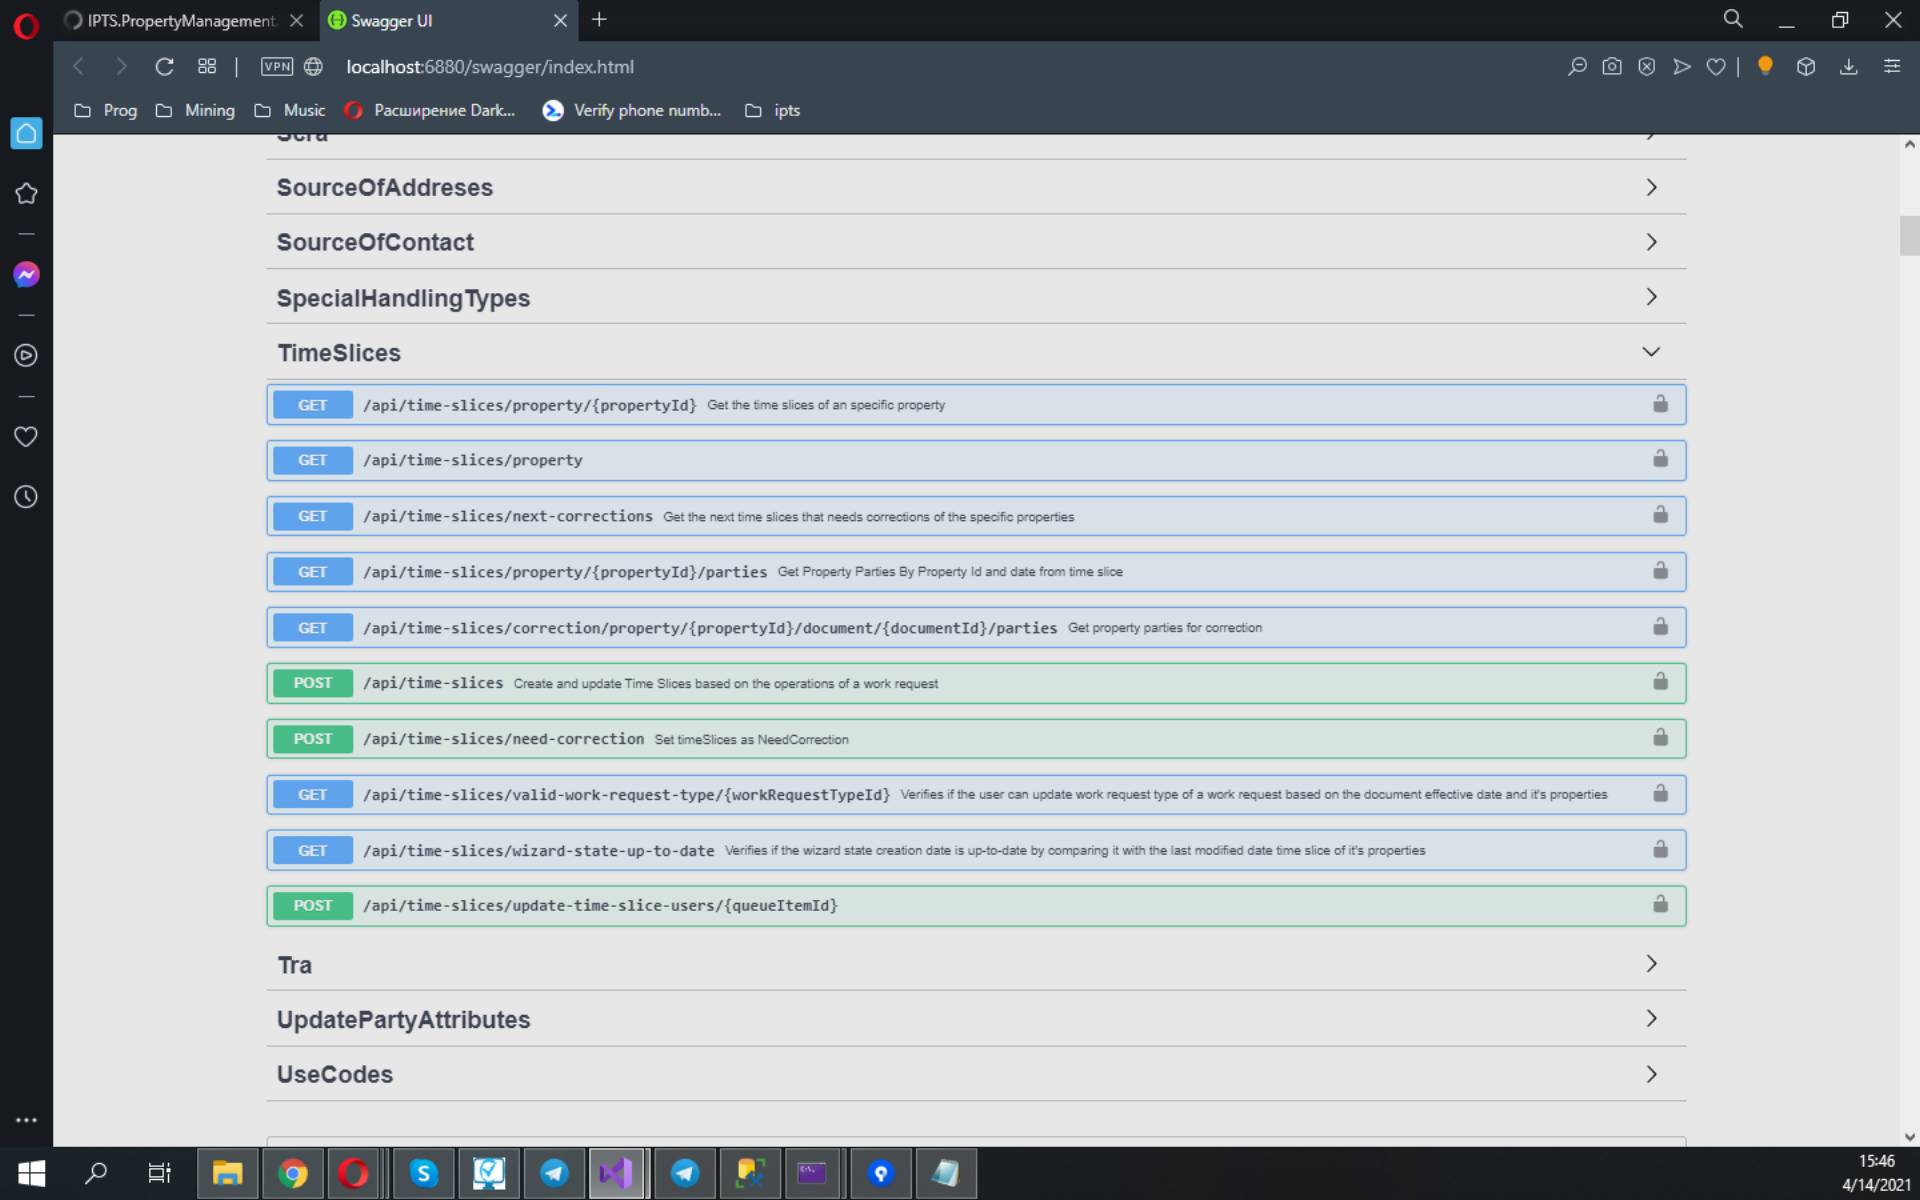 IPTS.PropertyManagement.
Swagger UI
VPN
localhost:6880/swagger/index.html
Prog
Mining
Music
Расширение Dark...
Verify phone numb...
ipts
SourceOfAddreses
SourceOfContact
SpecialHandlingTypes
TimeSlices
GET /api/time-slices/property/{propertyId} Get the time slices of an specific property
GET /api/time-slices/property
GET /api/time-slices/next-corrections Get the next time slices that needs corrections of the specific properties
GET /api/time-slices/property/{propertyId}/parties Get Property Parties By Property Id and date from time slice
GET /api/time-slices/correction/property/{propertyId}/document/{documentId}/parties Get property parties for correction
POST /api/time-slices Create and update Time Slices based on the operations of a work request
POST /api/time-slices/need-correction Set timeSlices as NeedCorrection
GET /api/time-slices/valid-work-request-type/{workRequestTypeId} Verifies if the user can update work request type of a work request based on the document effective date and it's properties
GET /api/time-slices/wizard-state-up-to-date Verifies if the wizard state creation date is up-to-date by comparing it with the last modified date time slice of it's properties
POST /api/time-slices/update-time-slice-users/{queueItemId}
Tra
UpdatePartyAttributes
UseCodes
15:46
4/14/2021